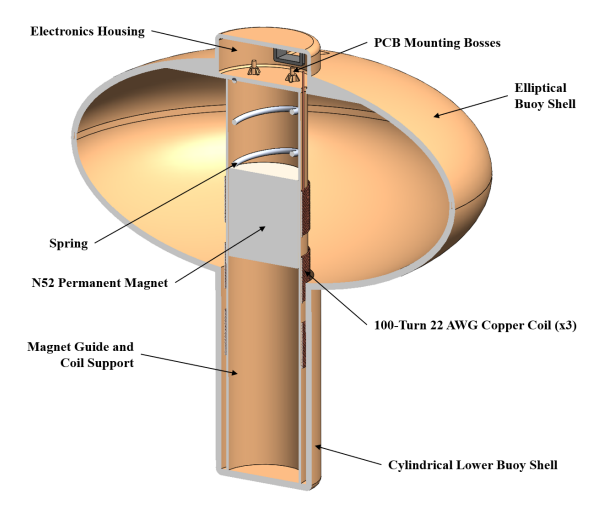 Electronics Housing
PCB Mounting Bosses
Elliptical
Buoy Shell
Spring
N52 Permanent Magnet
100-Turn 22 AWG Copper Coil (x3)
Magnet Guide and
Coil Support
Cylindrical Lower Buoy Shell